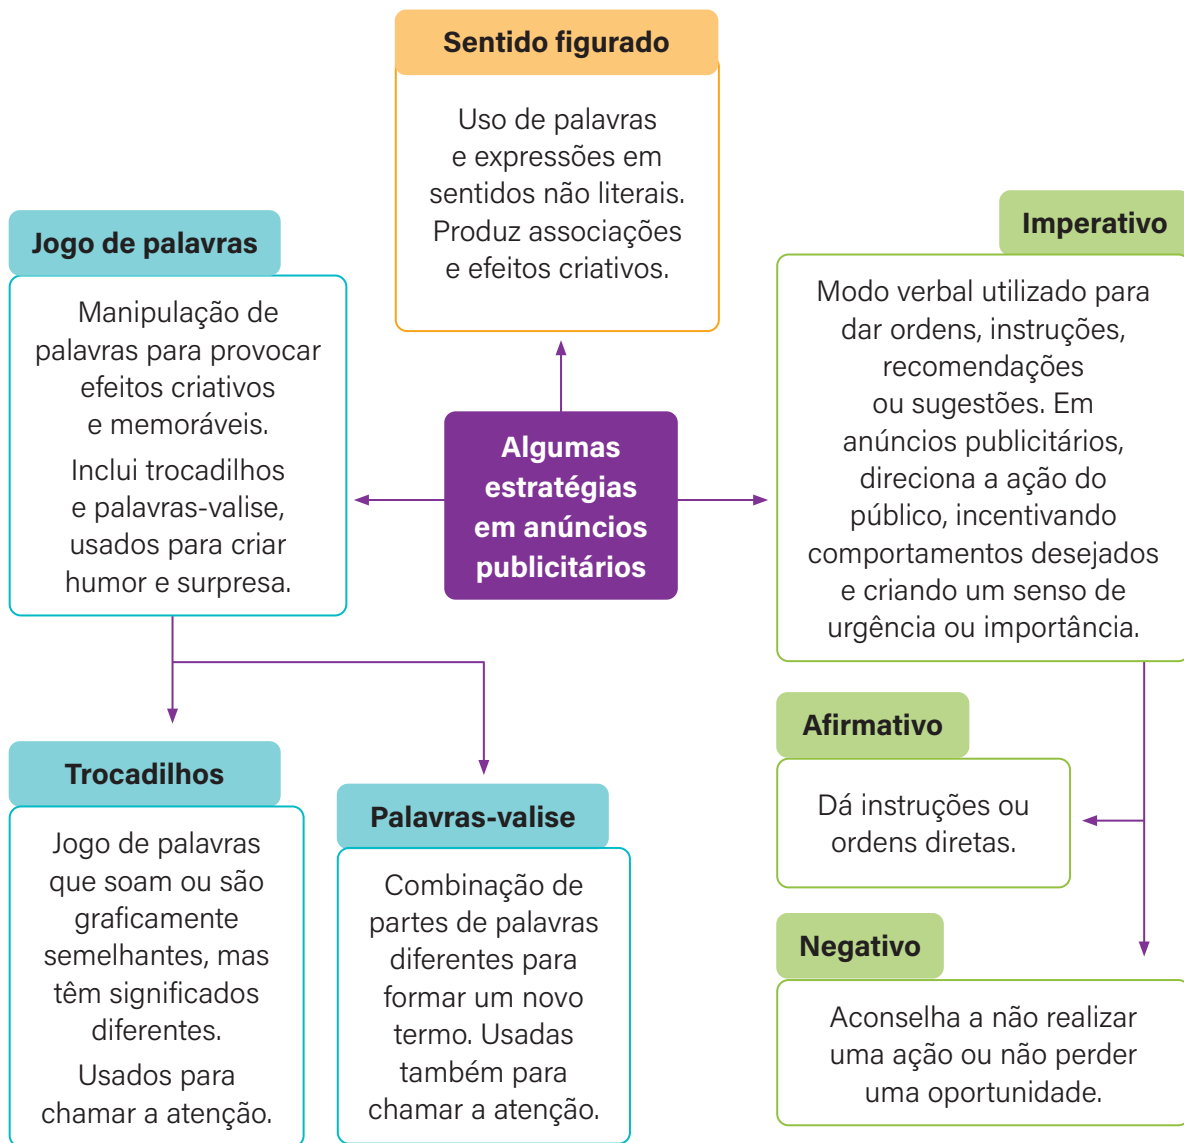 Sentido figurado
Uso de palavras
e expressões em
sentidos não literais.
Produz associações
e efeitos criativos.
Jogo de palavras
Manipulação de
palavras para provocar
efeitos criativos
e memoráveis.
Inclui trocadilhos
e palavras-valise,
usados para criar
humor e surpresa.
Algumas
estratégias
em anúncios
publicitários
Imperativo
Modo verbal utilizado para
dar ordens, instruções,
recomendações
ou sugestões. Em
anúncios publicitários,
direciona a ação do
público, incentivando
comportamentos desejados
e criando um senso de
urgência ou importância.
Trocadilhos
Jogo de palavras
que soam ou são
graficamente
semelhantes, mas
têm significados
diferentes.
Usados para
chamar a atenção.
Palavras-valise
Combinação de
partes de palavras
diferentes para
formar um novo
termo. Usadas
também para
chamar a atenção.
Afirmativo
Dá instruções ou
ordens diretas.
Negativo
Aconselha a não realizar
uma ação ou não perder
uma oportunidade.